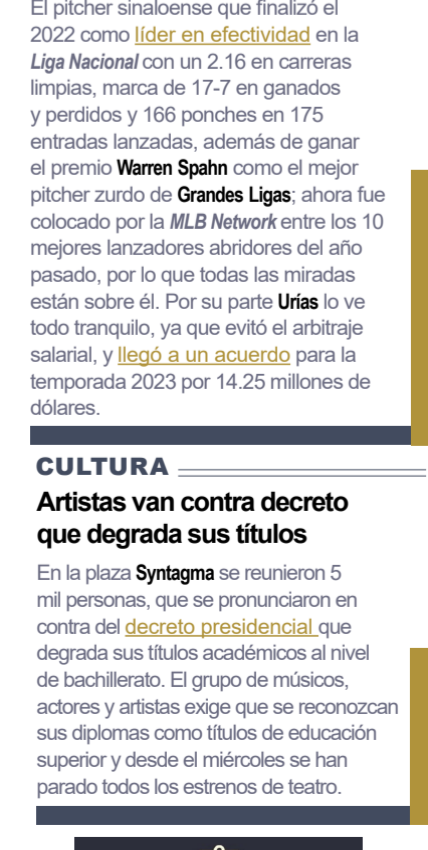 El pitcher sinaloense que finalizó el
2022 como líder en efectividad en la
Liga Nacional con un 2.16 en carreras
limpias, marca de 17-7 en ganados
y perdidos y 166 ponches en 175
entradas lanzadas, además de ganar
el premio Warren Spahn como el mejor
pitcher zurdo de Grandes Ligas; ahora fue
colocado por la MLB Network entre los 10
mejores lanzadores abridores del año
pasado, por lo que todas las miradas
están sobre él. Por su parte Urías lo ve
todo tranquilo, ya que evitó el arbitraje
salarial, y llegó a un acuerdo para la
temporada 2023 por 14.25 millones de
dólares.
CULTURA
Artistas van contra decreto
que degrada sus títulos
En la plaza Syntagma se reunieron 5
mil personas, que se pronunciaron en
contra del decreto presidencial que
degrada sus títulos académicos al nivel
de bachillerato. El grupo de músicos,
actores y artistas exige que se reconozcan
sus diplomas como títulos de educación
superior y desde el miércoles se han
parado todos los estrenos de teatro.